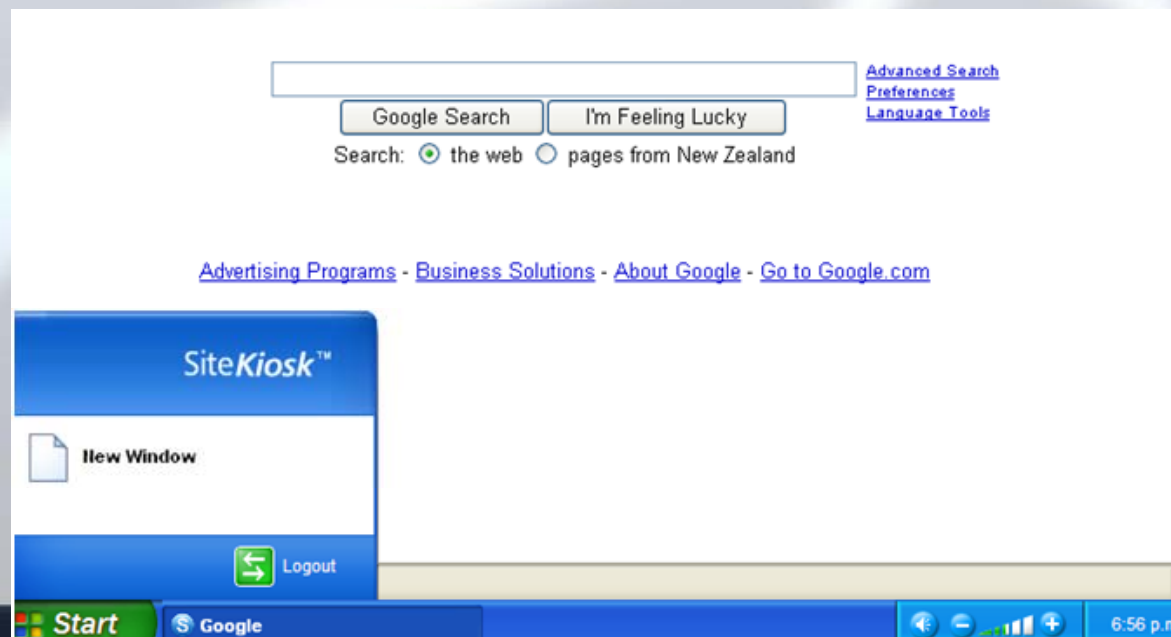 Advanced Search
Preferences
Language Tools
Google Search I'm Feeling Lucky
Search: the web pages from New Zealand
Advertising Programs - Business Solutions - About Google - Go to Google.com
SiteKiosk™
New Window
Logout
Start Google 6:56 p.m